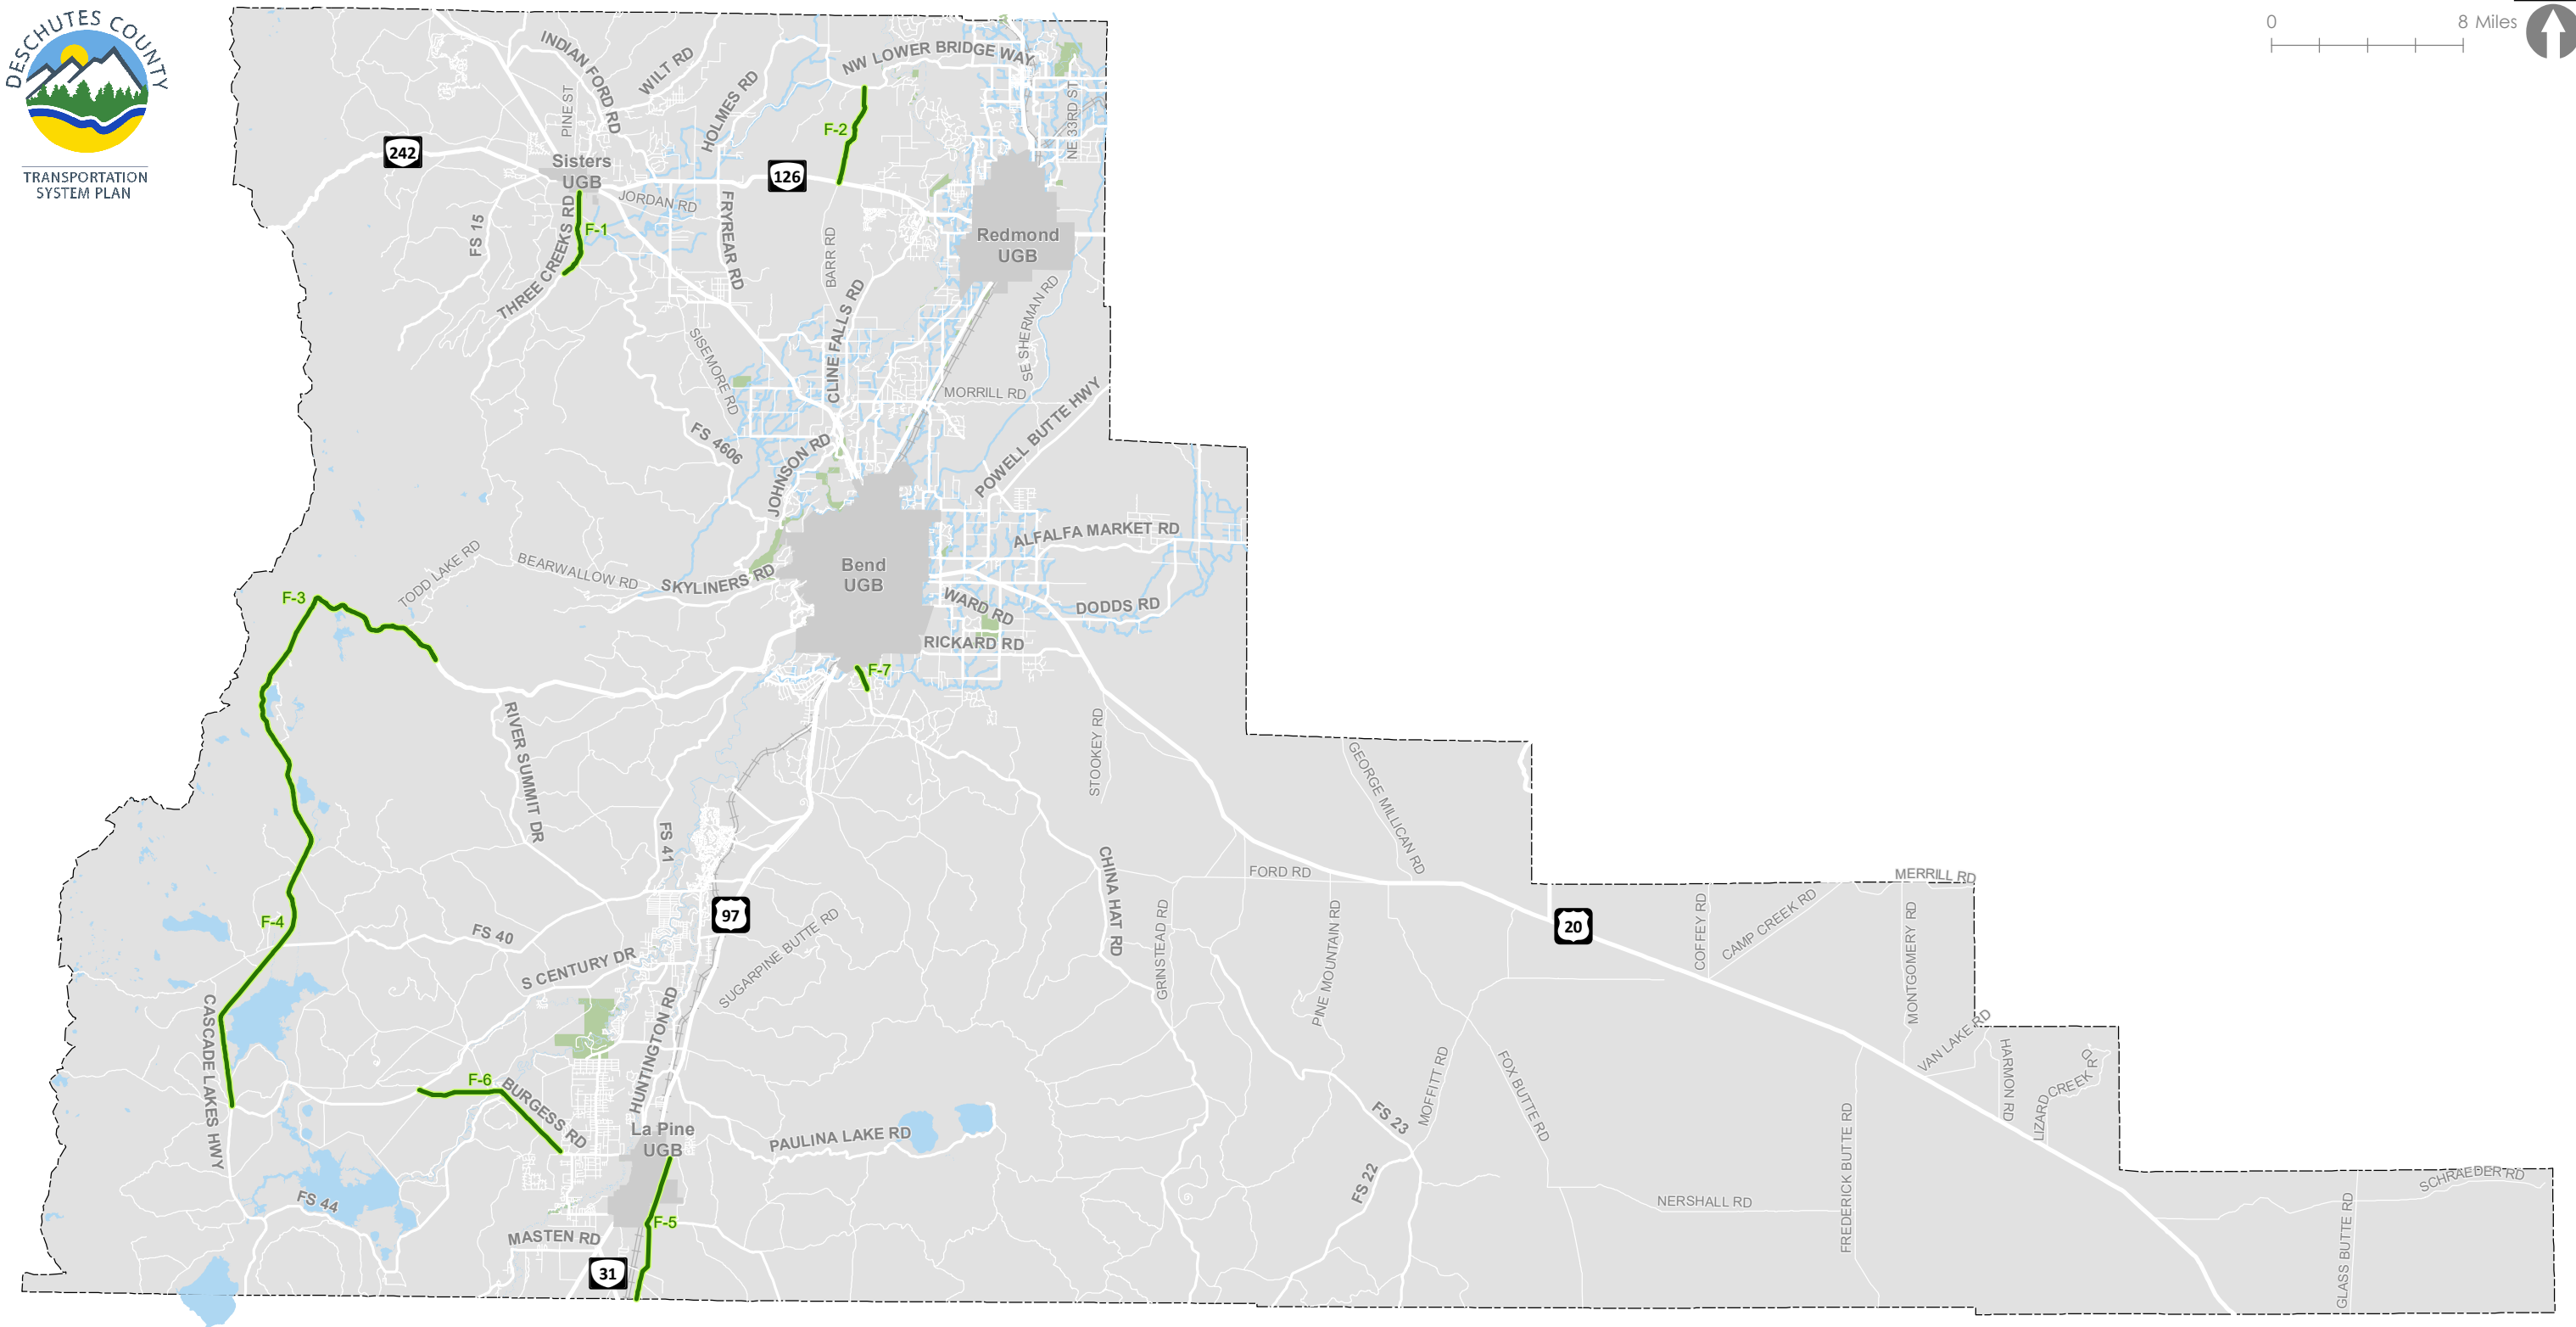 DESCHUTES COUNTY
TRANSPORTATION
SYSTEM PLAN
0 8 Miles
INDIAN FORD RD
WILT RD
PINE ST
HOLMES RD
NW LOWER BRIDGE WAY
NE 33RD ST
F-2
242
Sisters
UGB
126
JORDAN RD
FRYREAR RD
FS 15
THREE CREEKS RD
F-1
BARR RD
Redmond
UGB
CLINE FALLS RD
SE SHERMAN RD
SISEMORE RD
MORRILL RD
POWELL BUTTE HWY
FS 4606
JOHNSON RD
ALFALFA MARKET RD
TODD LAKE RD
BEARWALLOW RD
SKYLINERS RD
Bend
UGB
F-3
WARD RD
DODDS RD
RICKARD RD
F-7
RIVER SUMMIT DR
STOOKEY RD
GEORGE MILLICAN RD
FS 41
CHINA HAT RD
FORD RD
MERRILL RD
F-4
97
20
FS 40
SUGARPINE BUTTE RD
GRINSTEAD RD
PINE MOUNTAIN RD
COFFEY RD
CAMP CREEK RD
MONTGOMERY RD
S CENTURY DR
CASCADE LAKES HWY
HUNTINGTON RD
VAN LAKE RD
HARMON RD
LIZARD CREEK RD
F-6
BURGESS RD
MOFFITT RD
FOX BUTTE RD
FS 23
La Pine
UGB
PAULINA LAKE RD
FREDERICK BUTTE RD
FS 22
FS 44
NERSHALL RD
SCHRAEDER RD
GLASS BUTTE RD
F-5
MASTEN RD
31